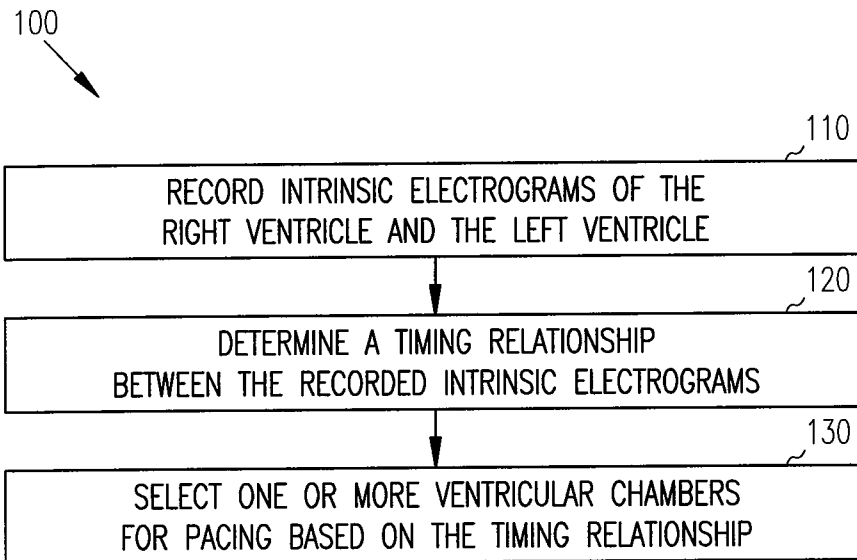 100
110
RECORD INTRINSIC ELECTROGRAMS OF THE
RIGHT VENTRICLE AND THE LEFT VENTRICLE
120
DETERMINE A TIMING RELATIONSHIP
BETWEEN THE RECORDED INTRINSIC ELECTROGRAMS
130
SELECT ONE OR MORE VENTRICULAR CHAMBERS
FOR PACING BASED ON THE TIMING RELATIONSHIP